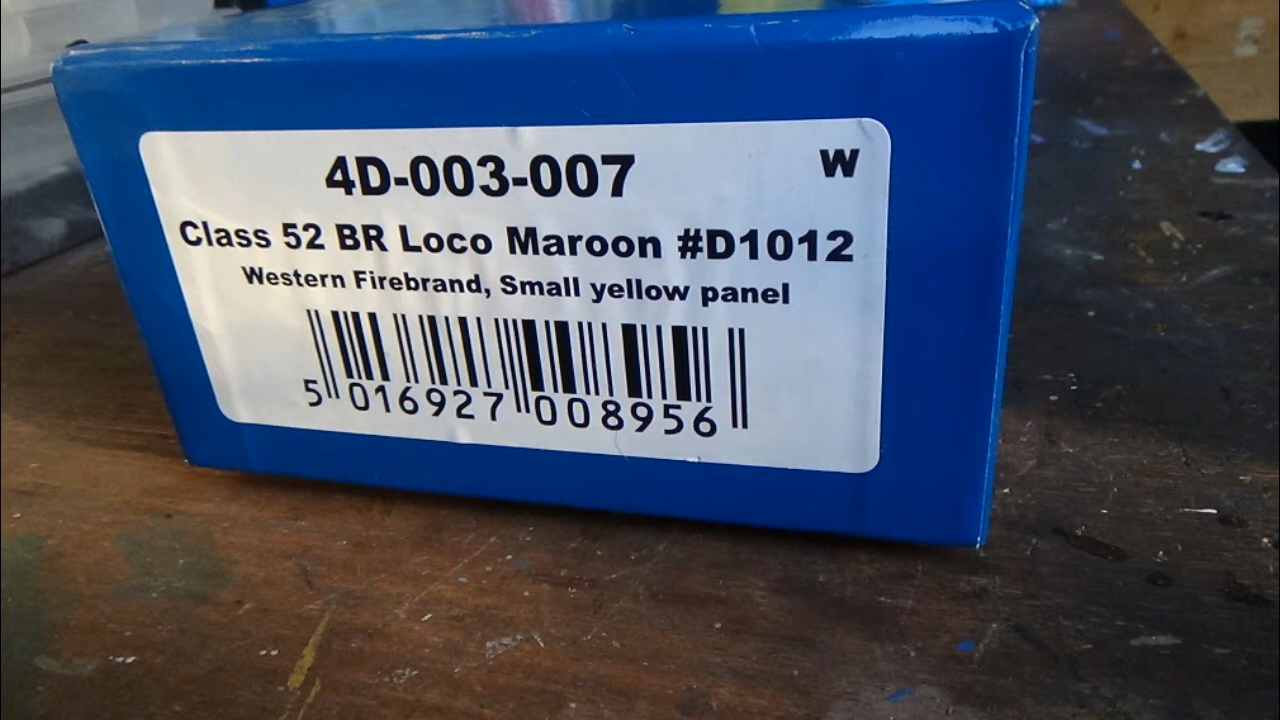 4D-003-007
W
Class 52 BR Loco Maroon #D1012
Western Firebrand, Small yellow panel
5 016927 008956